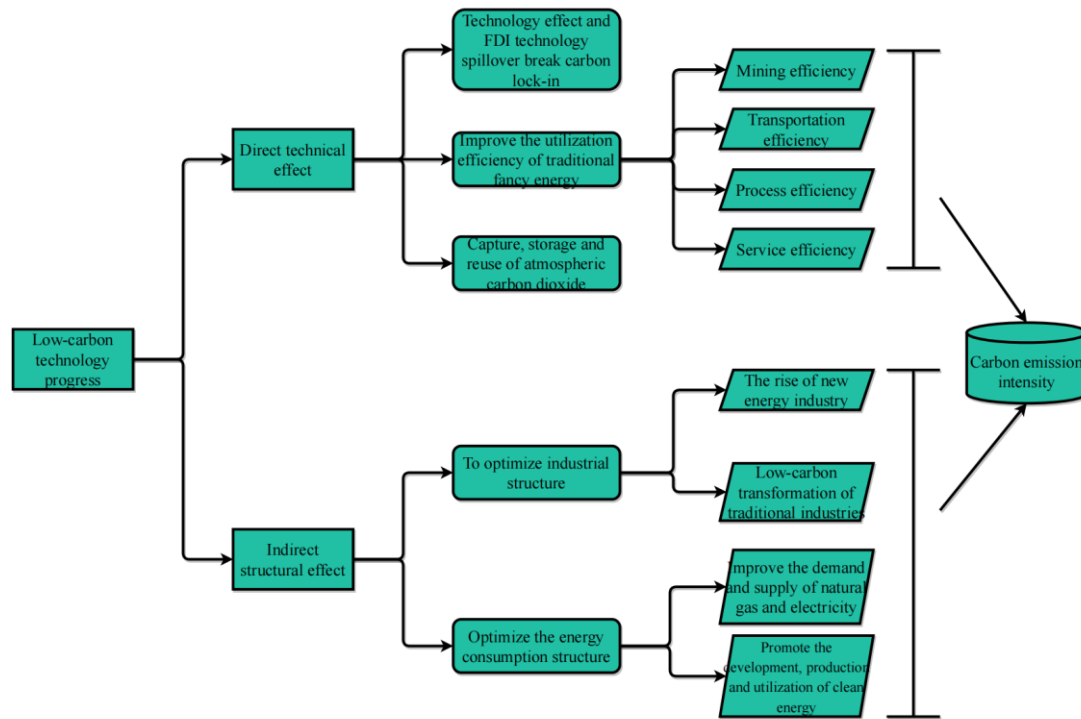 Technology effect and
FDI technology
spillover break carbon
lock-in
Mining efficiency
Transportation
efficiency
Direct technical
effect
Improve the utilization
efficiency of traditional
fancy energy
Process efficiency
Service efficiency
Capture, storage and
reuse of atmospheric
carbon dioxide
Low-carbon
technology
progress
Carbon emission
intensity
The rise of new
energy industry
To optimize industrial
structure
Low-carbon
transformation of
traditional industries
Indirect
structural effect
Improve the demand
and supply of natural
gas and electricity
Optimize the energy
consumption structure
Promote the
development, production
and utilization of clean
energy